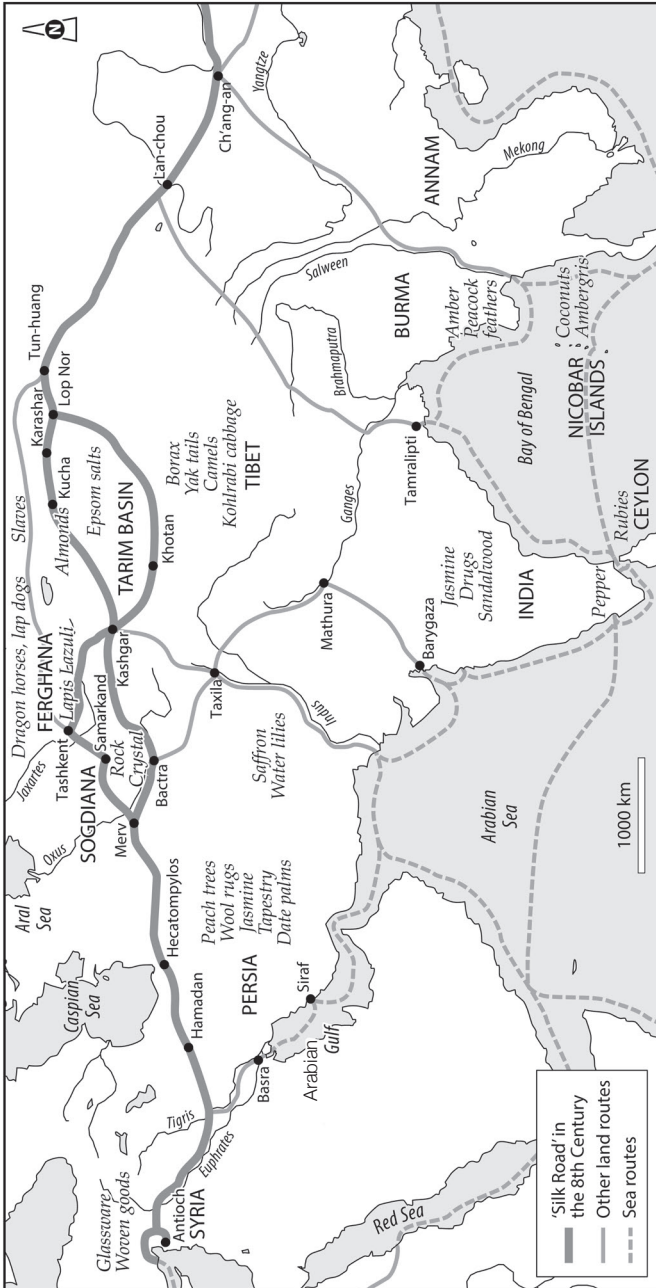 N
Glassware
Woven goods
Antioch
SYRIA
Tigris
Euphrates
Red Sea
Caspian
Sea
Hamadan
Hecatompylos
PERSIA
Peach trees
Wool rugs
Jasmine
Tapestry
Date palms
Basra
Siraf
Arabian
Gulf
Aral
Sea
Oxus
Jaxartes
Dragon horses, lap dogs
Slaves
FERGHANA
Lapis Lazuli
Tashkent
SOGDIANA
Samarkand
Rock
Crystal
Merv
Bactra
Kashgar
Saffron
Water lilies
Taxila
Indus
Almonds
Kucha
Karashar
Lop Nor
Tun-huang
Epsom salts
TARIM BASIN
Khotan
Borax
Yak tails
Camels
Kohlrabi cabbage
TIBET
Lan-chou
Ch'ang-an
Yangtze
Mathura
Ganges
Brahmaputra
Salween
Mekong
BURMA
ANNAM
Amber
Peacock
feathers
Tamralipti
Barygaza
Jasmine
Drugs
Sandalwood
INDIA
Pepper
Rubies
CEYLON
Bay of Bengal
Coconuts
Ambergris
NICOBAR
ISLANDS
Arabian
Sea
1000 km
'Silk Road' in
the 8th Century
Other land routes
Sea routes